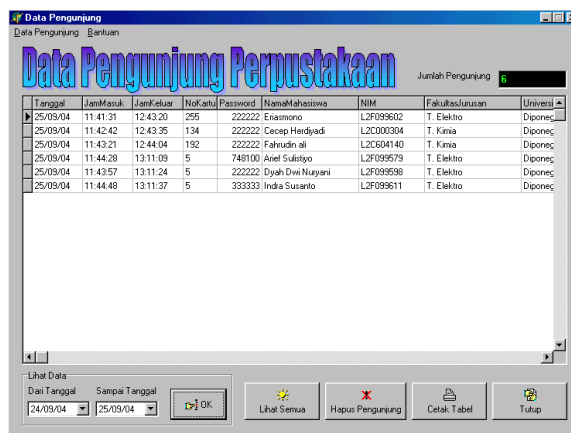 Data Pengunjung
Data Pengunjung Bantuan
Data Pengunjung Perpustakaan
Jumlah Pengunjung 6
Tanggal JamMasuk JamKeluar NoKartu Password NamaMahasiswa NIM FakultasJurusan Universi
25/09/04 11:41:31 12:43:20 255 222222 Eriasmono L2F099602 T. Elektro Diponeg
25/09/04 11:42:42 12:43:35 134 222222 Cecep Herdiyadi L2C000304 T. Kimia Diponeg
25/09/04 11:43:21 12:44:04 192 222222 Fahrudin ali L2C604140 T. Kimia Diponeg
25/09/04 11:44:28 13:11:09 5 748100 Arief Sulistiyo L2F099579 T. Elektro Diponeg
25/09/04 11:43:57 13:11:24 5 222222 Dyah Dwi Nuryani L2F099598 T. Elektro Diponeg
25/09/04 11:44:48 13:11:37 5 333333 Indra Susanto L2F099611 T. Elektro Diponeg
Lihat Data
Dari Tanggal Sampai Tanggal
24/09/04 25/09/04 OK
Lihat Semua Hapus Pengunjung Cetak Tabel Tutup